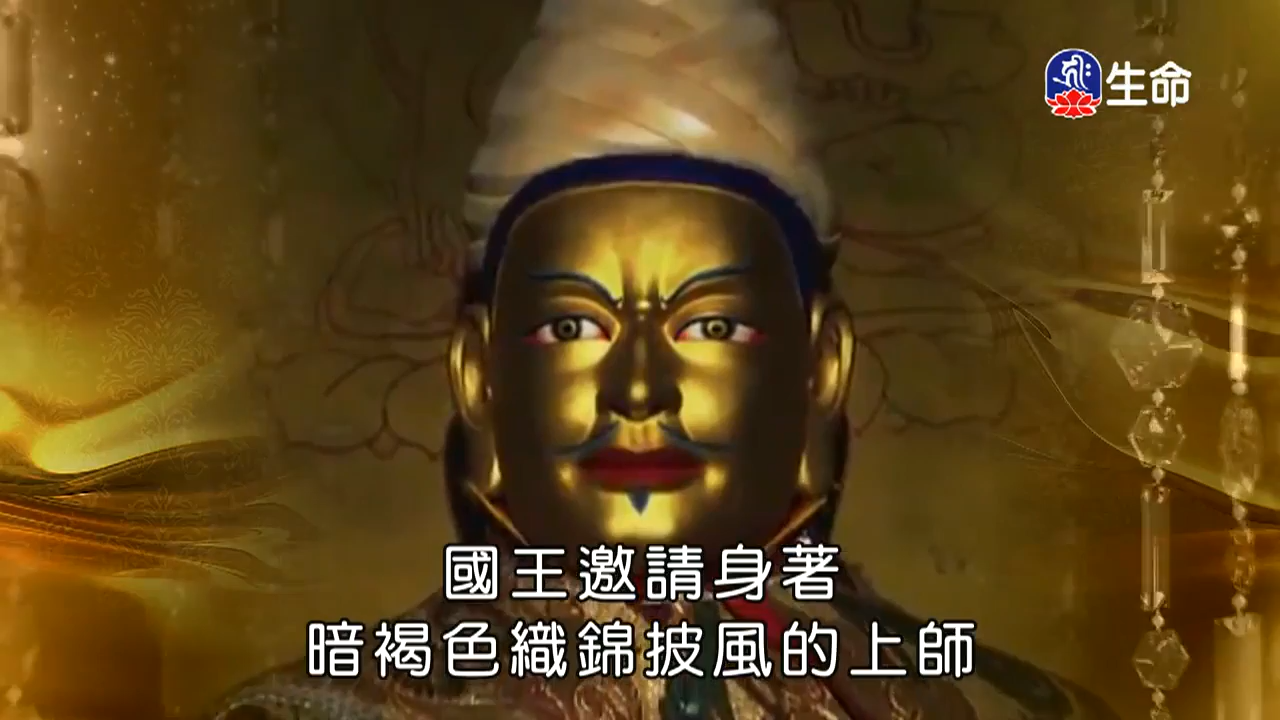 生命
國王邀請身著
暗褐色織錦披風的上師